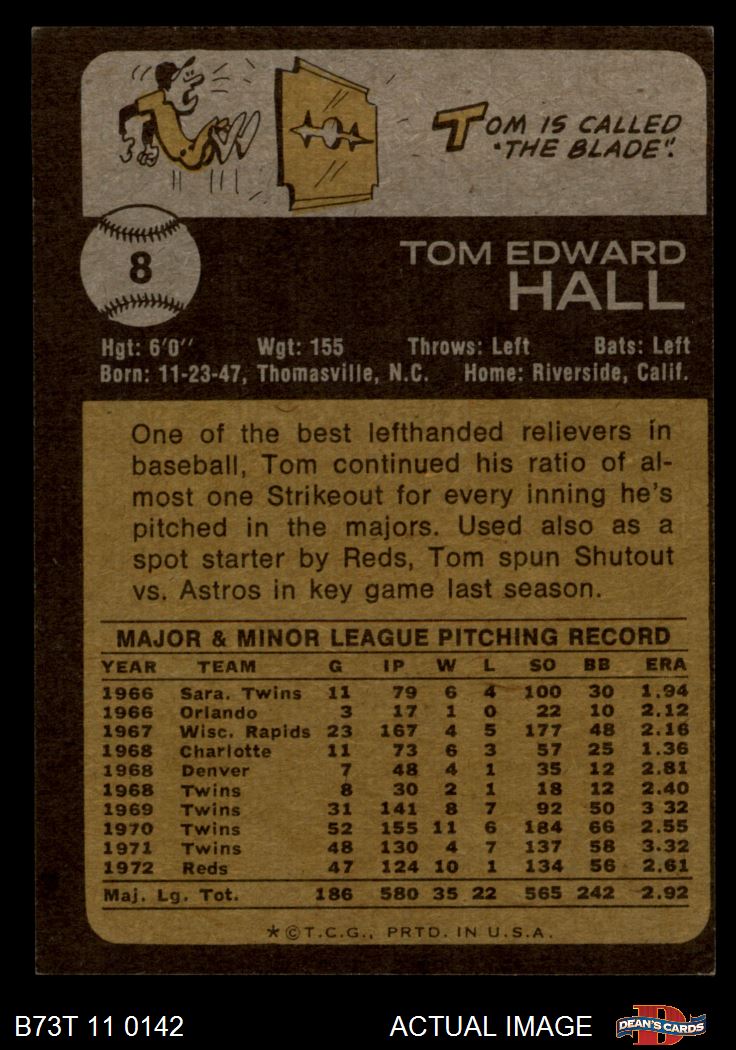 TOM IS CALLED
"THE BLADE".
8
TOM EDWARD
HALL
Hgt: 6'0" Wgt: 155 Throws: Left Bats: Left
Born: 11-23-47, Thomasville, N.C. Home: Riverside, Calif.
One of the best lefthanded relievers in
baseball, Tom continued his ratio of al-
most one Strikeout for every inning he's
pitched in the majors. Used also as a
spot starter by Reds, Tom spun Shutout
vs. Astros in key game last season.
MAJOR & MINOR LEAGUE PITCHING RECORD
YEAR TEAM G IP W L SO BB ERA
1966 Sara. Twins 11 79 6 4 100 30 1.94
1966 Orlando 3 17 1 0 22 10 2.12
1967 Wisc. Rapids 23 167 4 5 177 48 2.16
1968 Charlotte 11 73 6 3 57 25 1.36
1968 Denver 7 48 4 1 35 12 2.81
1968 Twins 8 30 2 1 18 12 2.40
1969 Twins 31 141 8 7 92 50 3 32
1970 Twins 52 155 11 6 184 66 2.55
1971 Twins 48 130 4 7 137 58 3.32
1972 Reds 47 124 10 1 134 56 2.61
Maj. Lg. Tot. 186 580 35 22 565 242 2.92
*©T.C.G., PRTD. IN U.S.A.
B73T 11 0142 ACTUAL IMAGE D DEAN'S CARDS